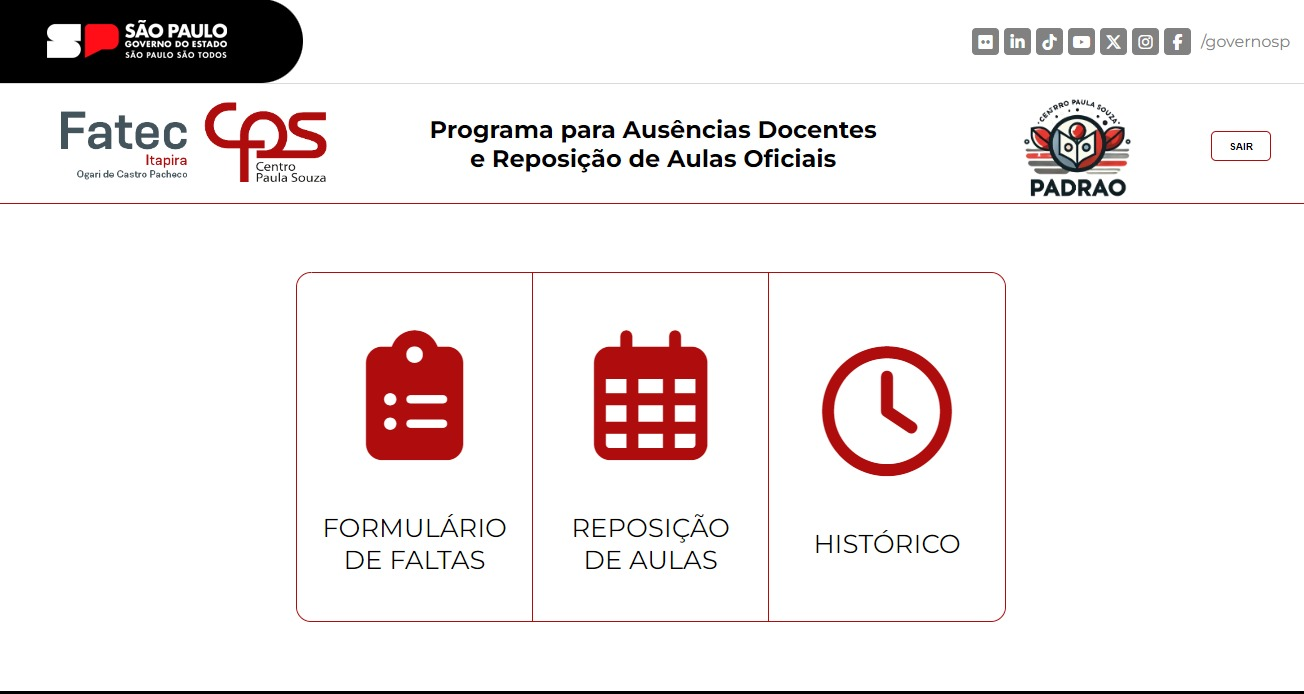 SÃO PAULO
GOVERNO DO ESTADO
SÃO PAULO SÃO TODOS
/governosp
Fatec
Itapira
Ogari de Castro Pacheco
CPS
Centro
Paula Souza
Programa para Ausências Docentes
e Reposição de Aulas Oficiais
CENTRRO PAULA SOUZA
PADRAO
SAIR
FORMULÁRIO
DE FALTAS
REPOSIÇÃO
DE AULAS
HISTÓRICO